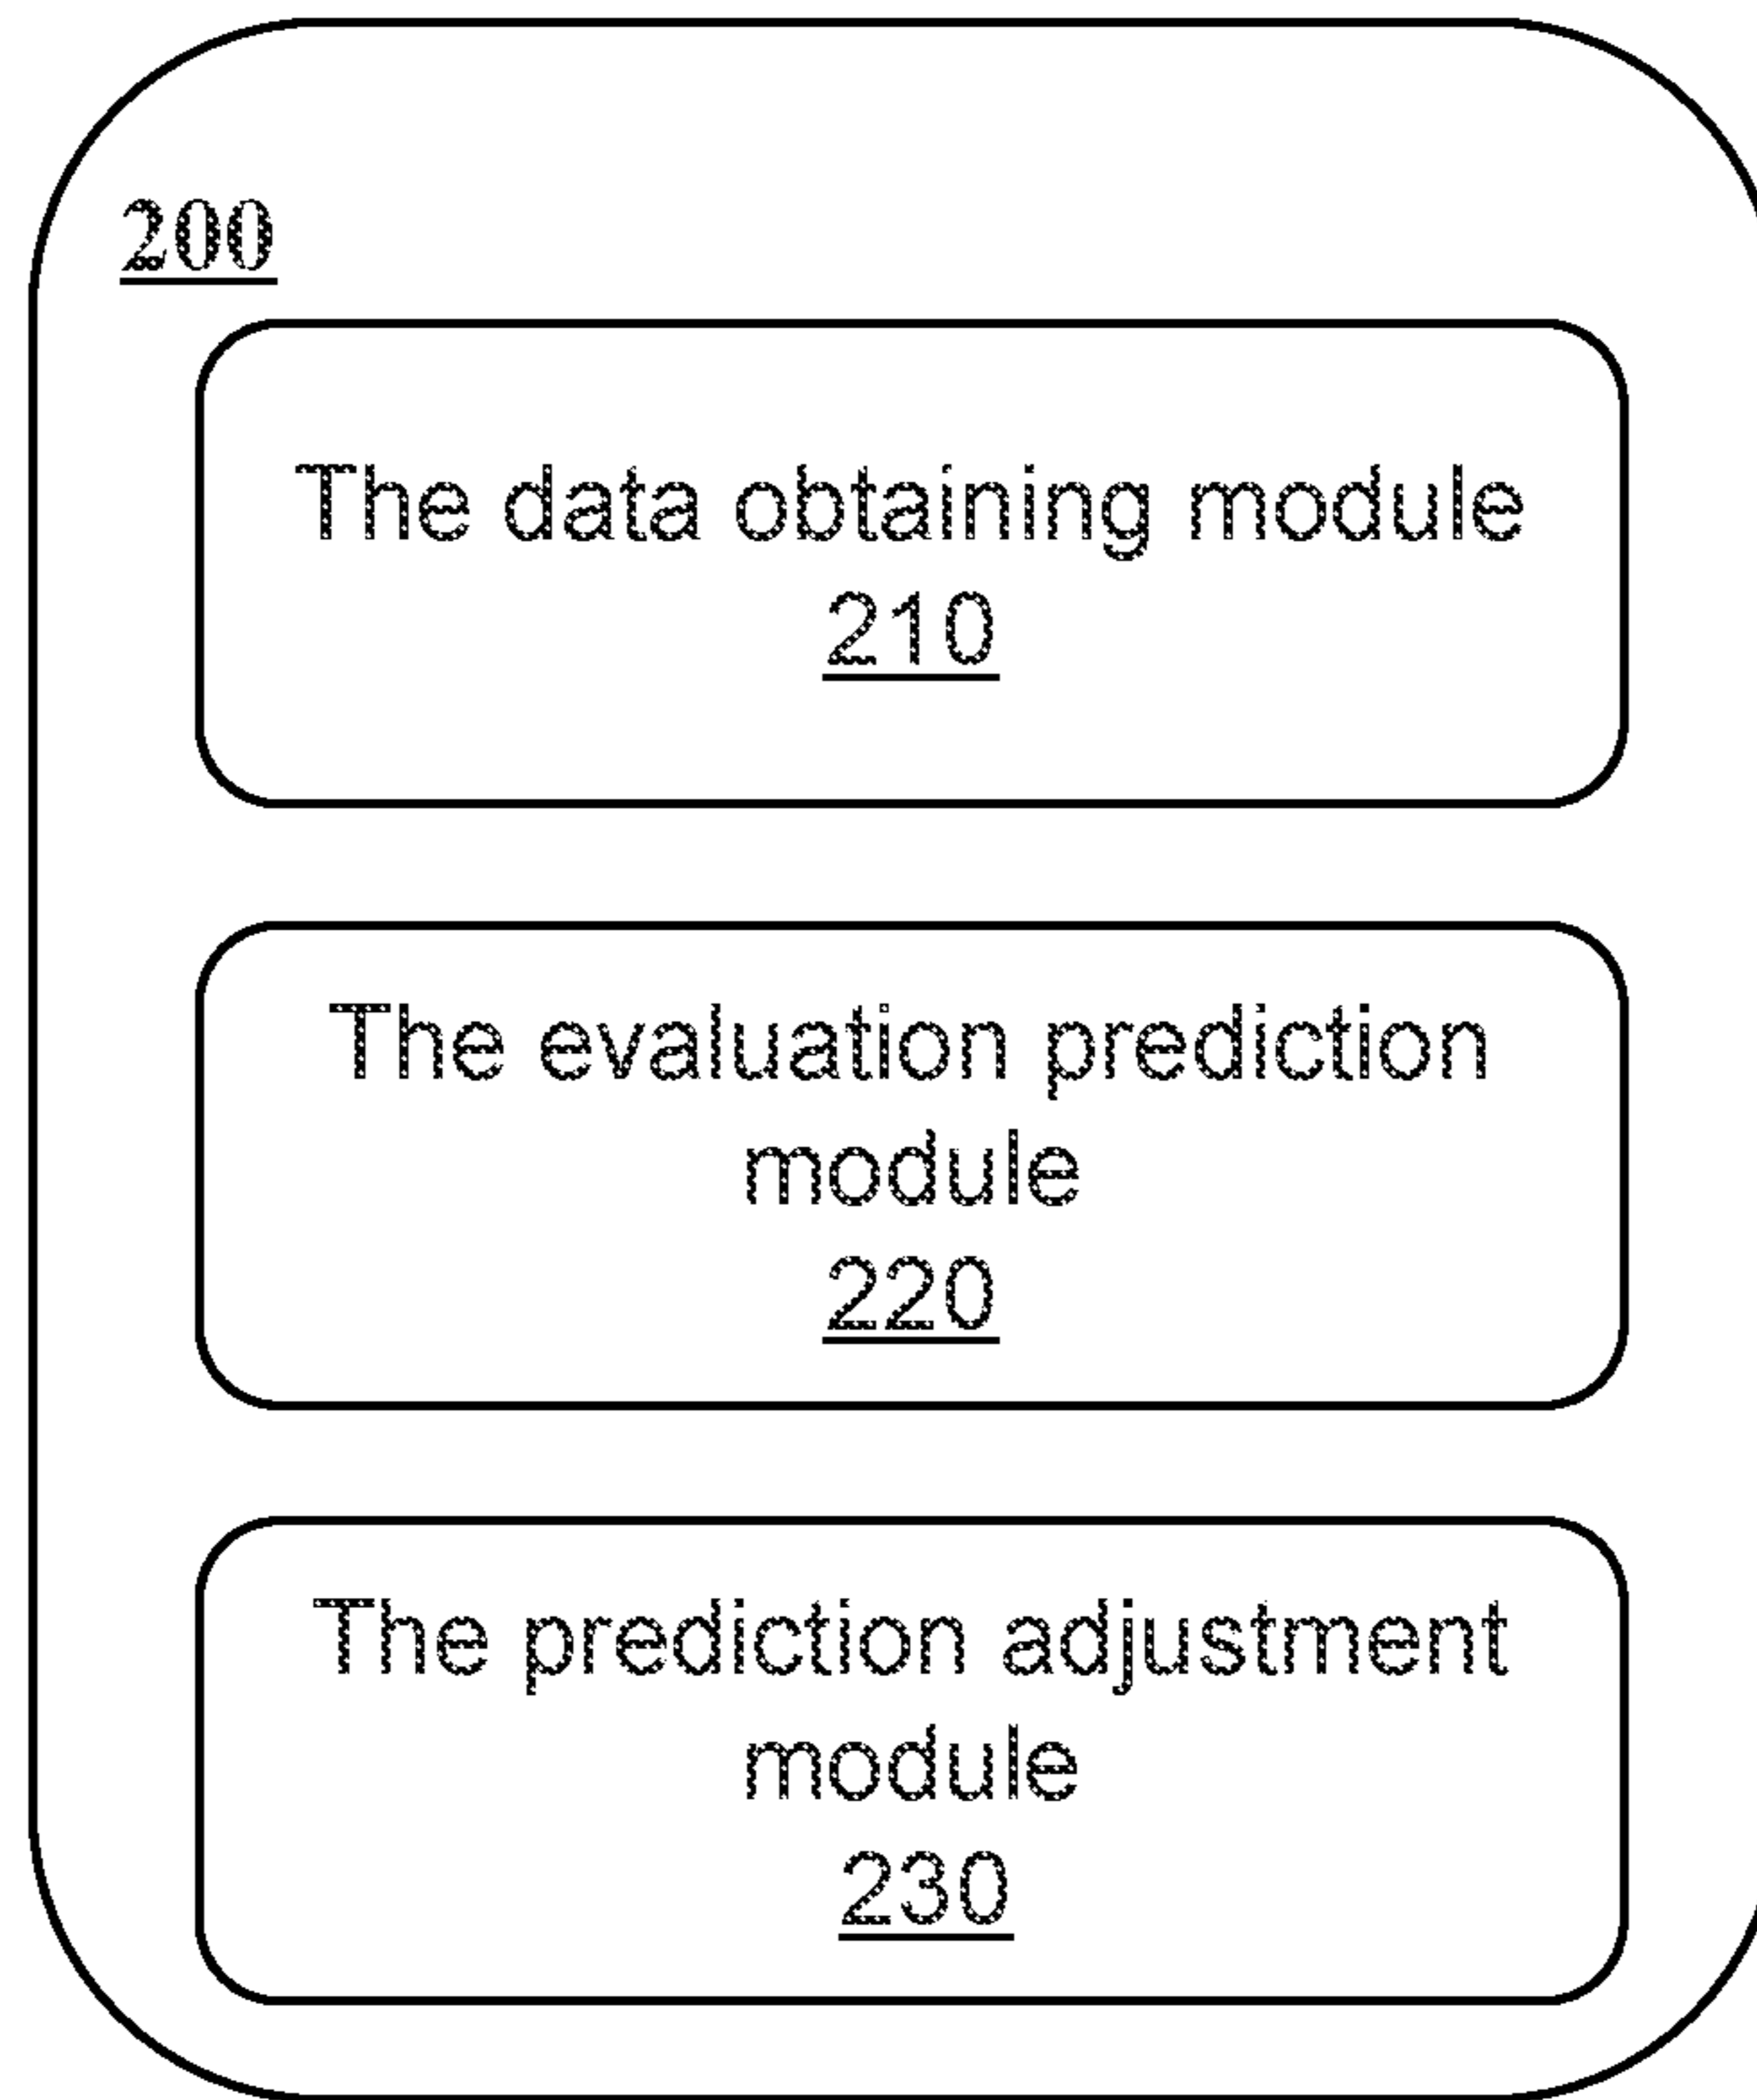 200
The data obtaining module
210
The evaluation prediction
module
220
The prediction adjustment
module
230